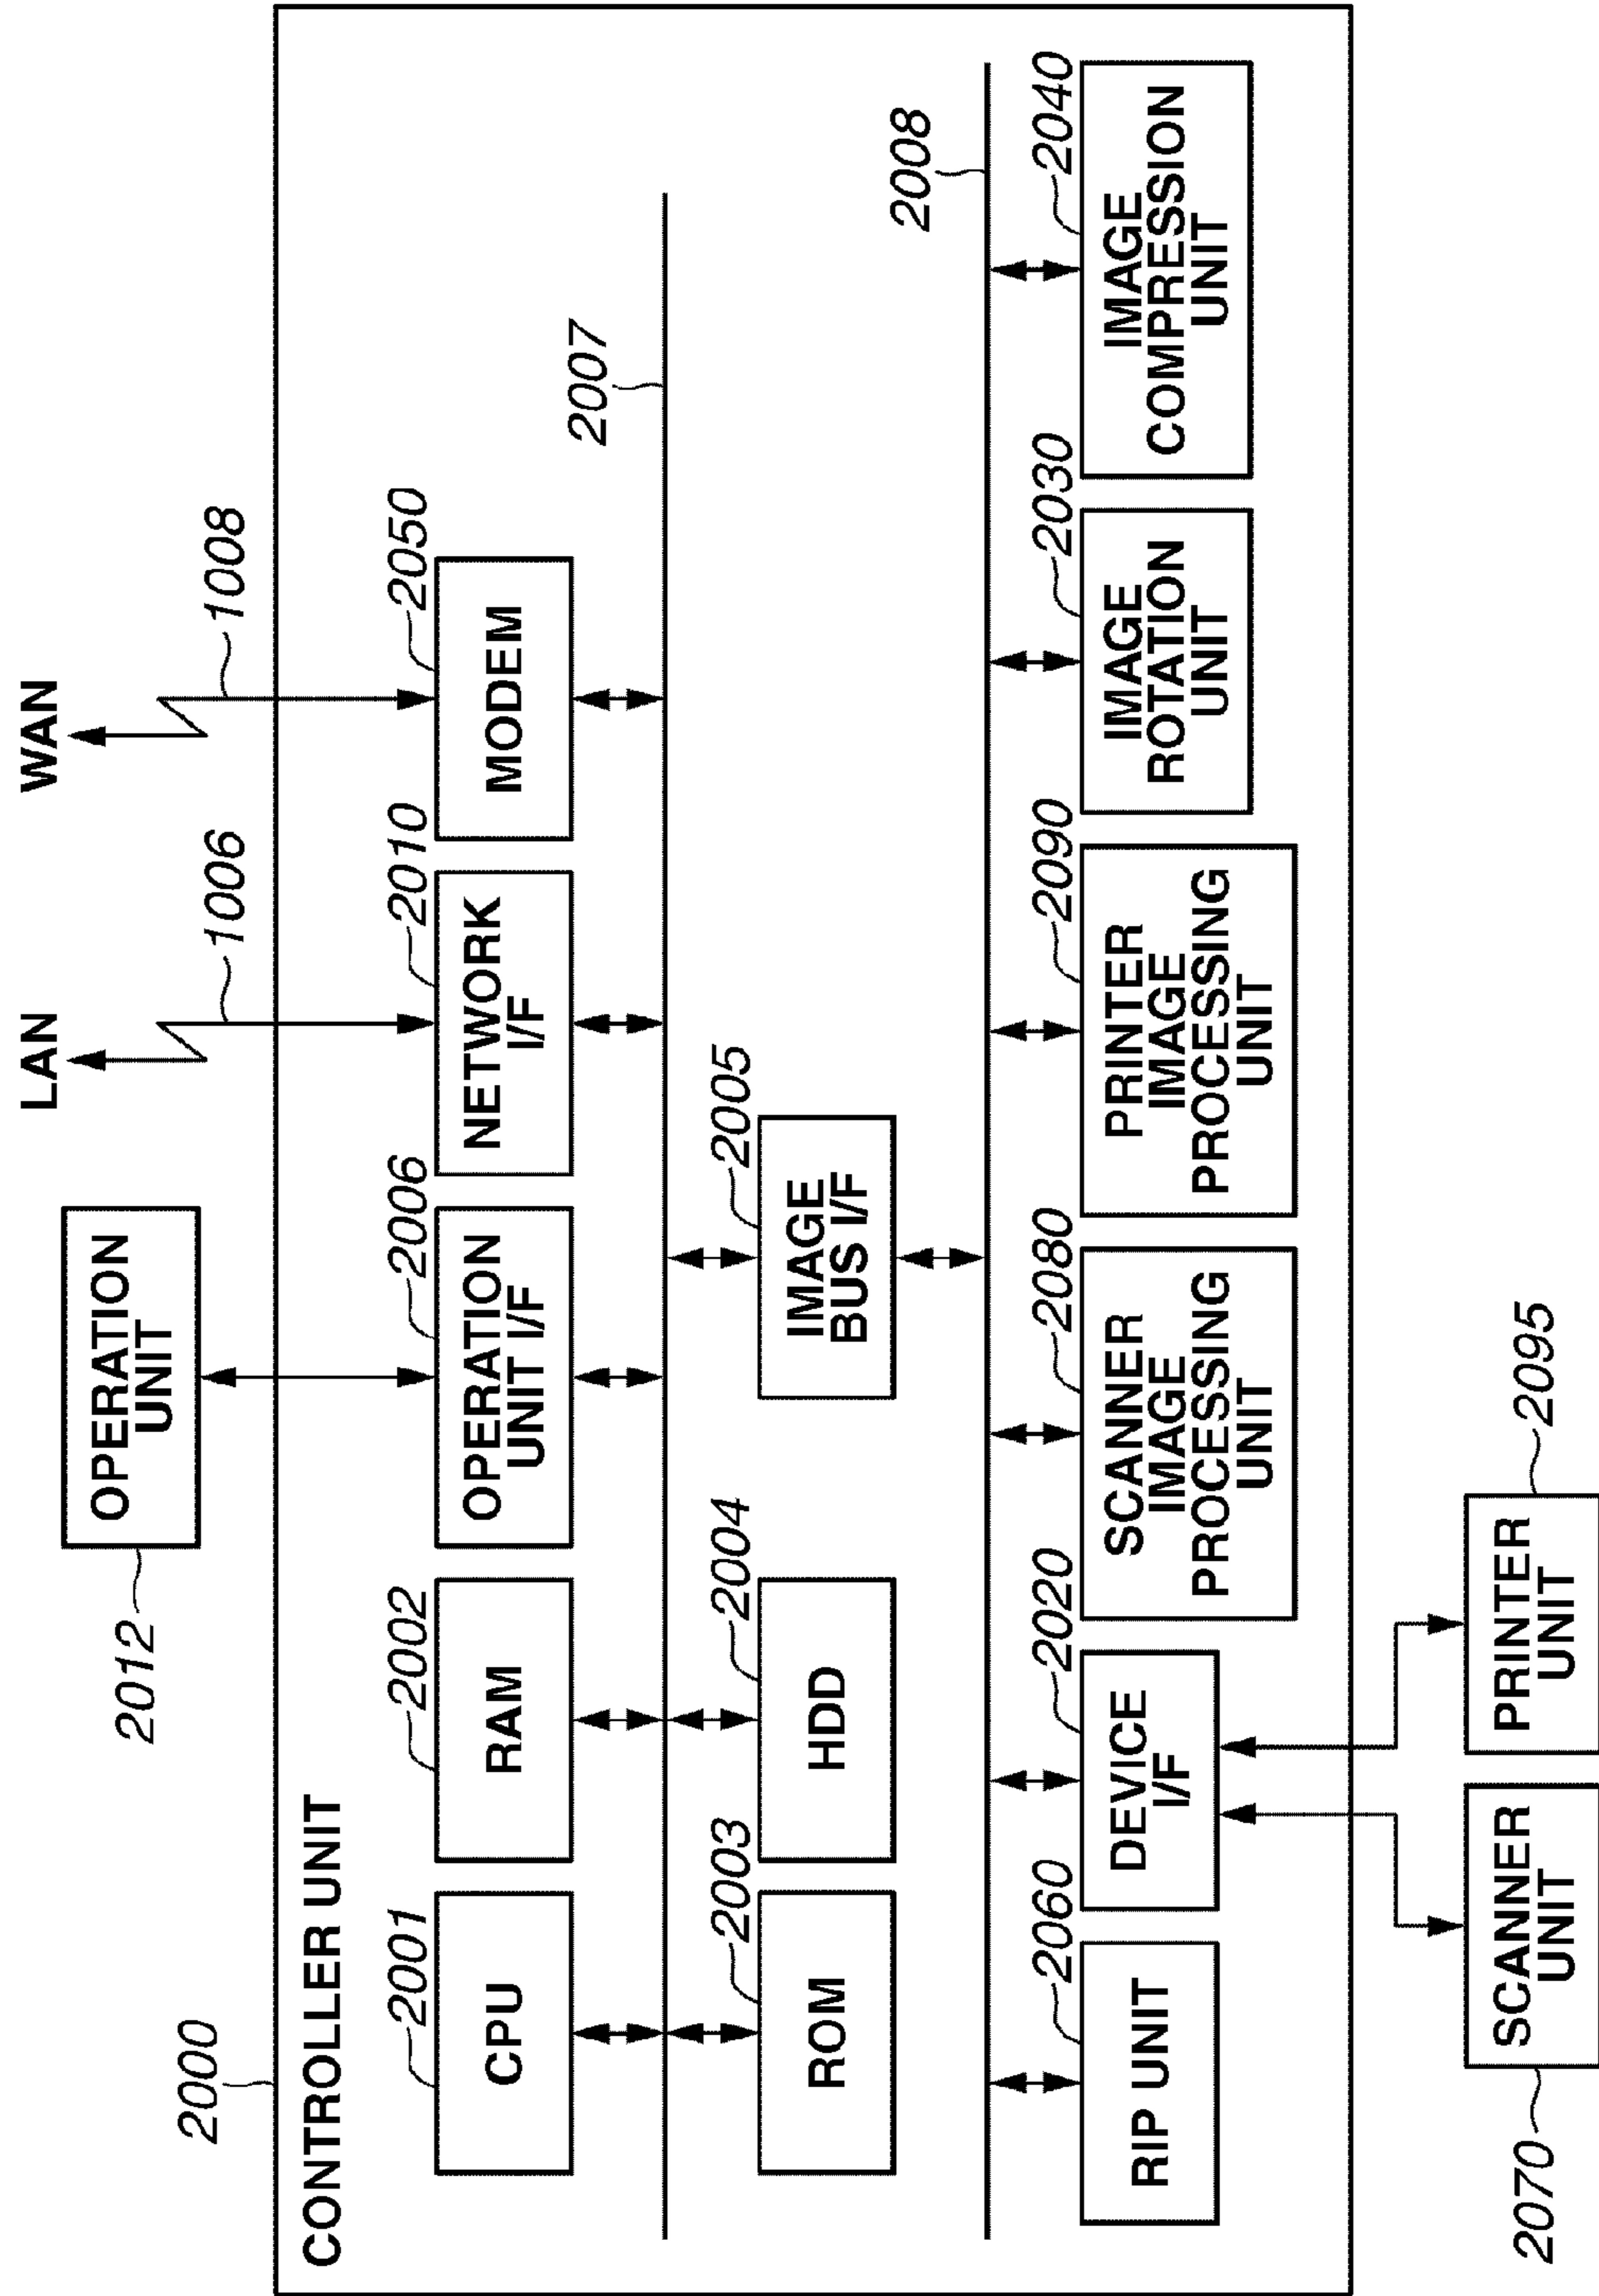 WAN
LAN
1008
1006
OPERATION
UNIT
2012
2000
CONTROLLER UNIT
2001
CPU
2002
RAM
2006
OPERATION
UNIT I/F
2010
NETWORK
I/F
2050
MODEM
2007
2003
ROM
2004
HDD
2005
IMAGE
BUS I/F
2008
2060
RIP UNIT
2020
DEVICE
I/F
2080
SCANNER
IMAGE
PROCESSING
UNIT
2090
PRINTER
IMAGE
PROCESSING
UNIT
2030
IMAGE
ROTATION
UNIT
2040
IMAGE
COMPRESSION
UNIT
2070
SCANNER
UNIT
PRINTER
UNIT
2095